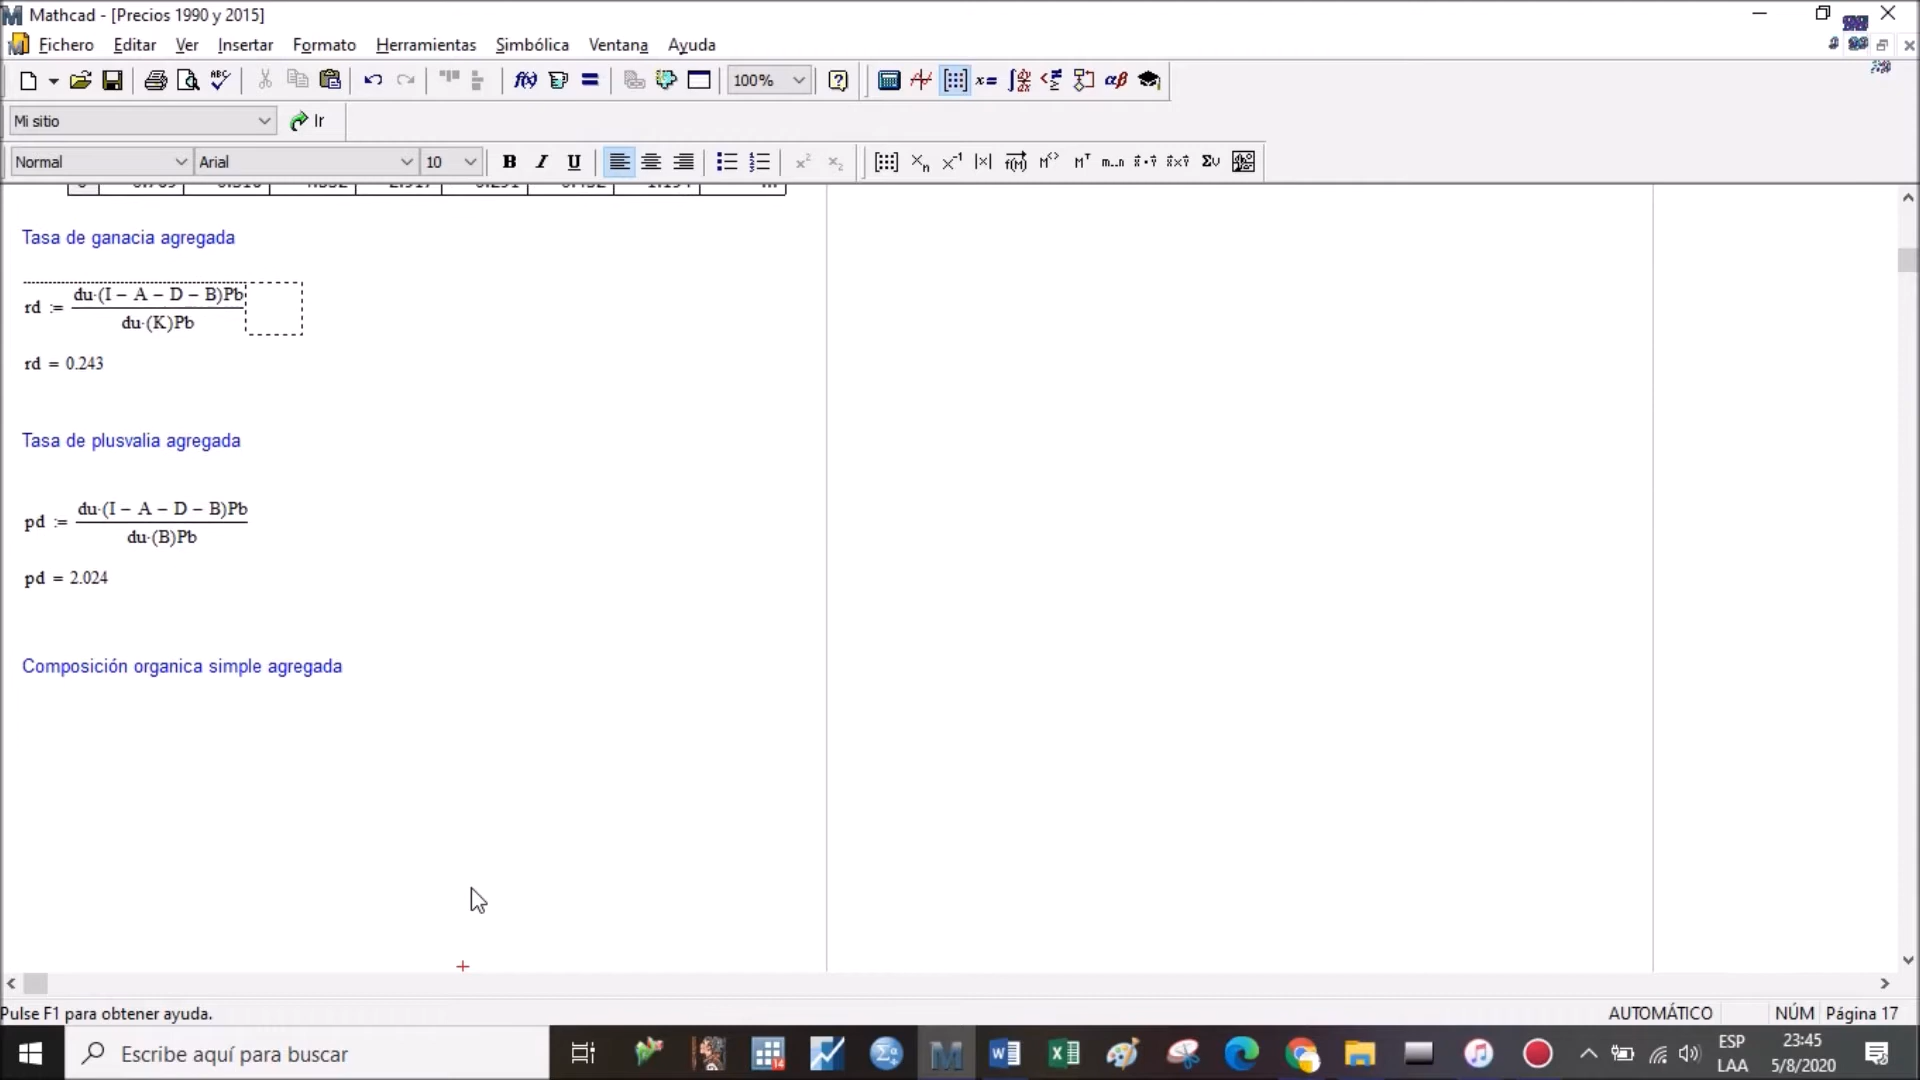 Mathcad - [Precios 1990 y 2015]
Fichero Editar Ver Insertar Formato Herramientas Simbólica Ventana Ayuda
100%
Mi sitio Ir
Normal Arial 10 B I U
Tasa de ganacia agregada
rd := du·(I − A − D − B)Pb
du·(K)Pb
rd = 0.243
Tasa de plusvalia agregada
pd := du·(I − A − D − B)Pb
du·(B)Pb
pd = 2.024
Composición organica simple agregada
Pulse F1 para obtener ayuda. AUTOMÁTICO NÚM Página 17
Escribe aquí para buscar
ESP
LAA
23:45
5/8/2020